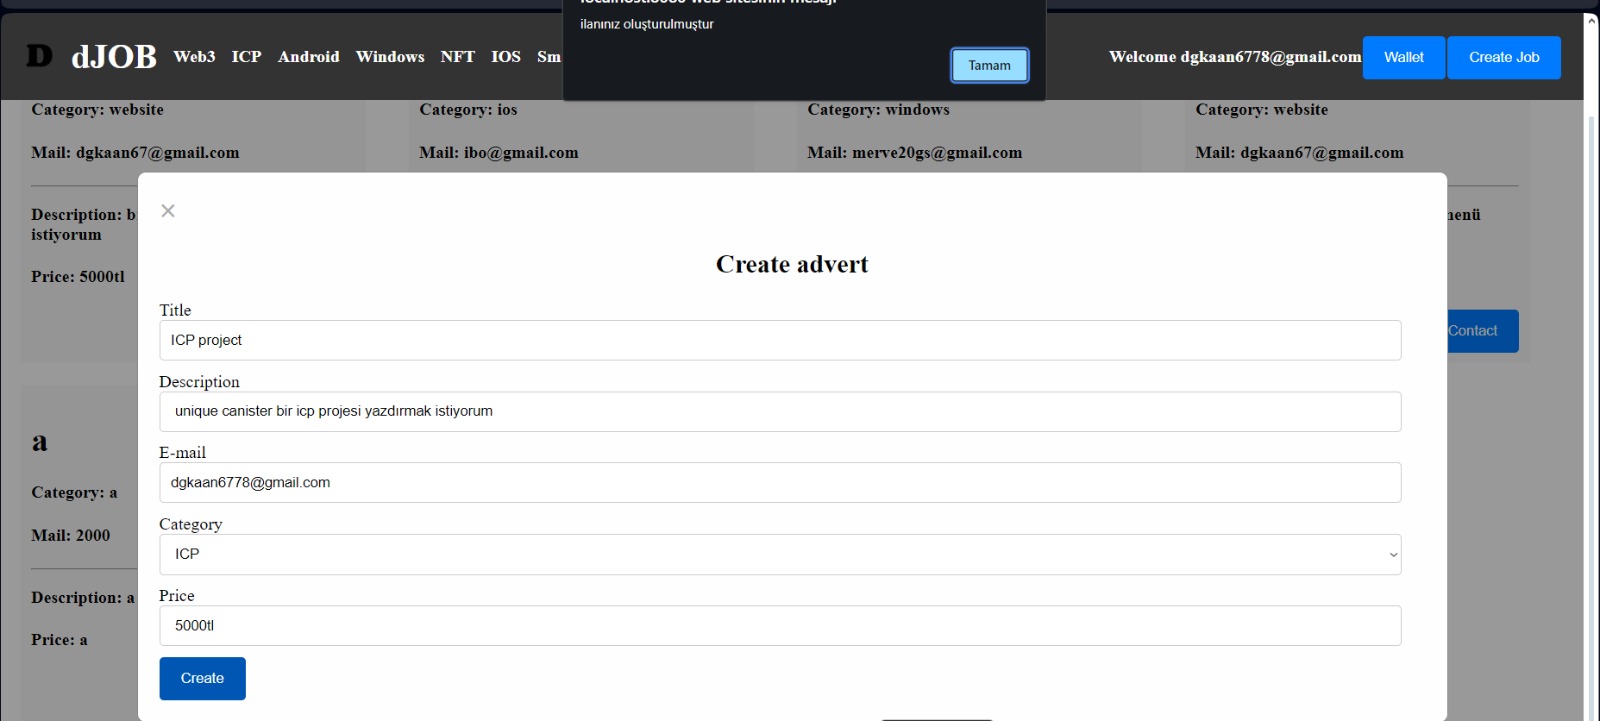 ilanınız oluşturulmuştur
Tamam
D dJOB Web3 ICP Android Windows NFT IOS Sm
Welcome dgkaan6778@gmail.com Wallet Create Job
Category: website
Mail: dgkaan67@gmail.com
Description: b
istiyorum
Price: 5000tl
Category: ios
Mail: ibo@gmail.com
Category: windows
Mail: merve20gs@gmail.com
Category: website
Mail: dgkaan67@gmail.com
Contact
a
Category: a
Mail: 2000
Description: a
Price: a
×
Create advert
Title
ICP project
Description
unique canister bir icp projesi yazdırmak istiyorum
E-mail
dgkaan6778@gmail.com
Category
ICP
Price
5000tl
Create